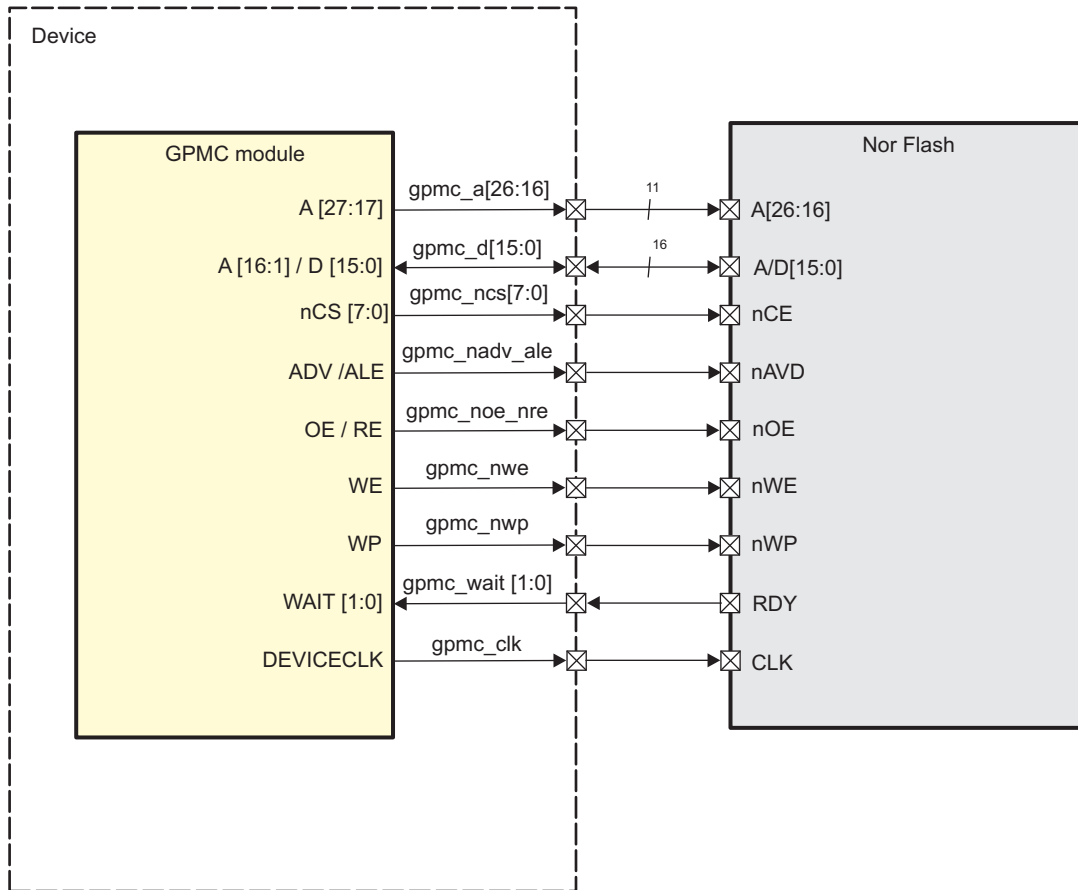 Device
GPMC module
Nor Flash
A [27:17]
gpmc_a[26:16]
11
A[26:16]
A [16:1] / D [15:0]
gpmc_d[15:0]
16
A/D[15:0]
nCS [7:0]
gpmc_ncs[7:0]
nCE
ADV /ALE
gpmc_nadv_ale
nAVD
OE / RE
gpmc_noe_nre
nOE
WE
gpmc_nwe
nWE
WP
gpmc_nwp
nWP
WAIT [1:0]
gpmc_wait [1:0]
RDY
DEVICECLK
gpmc_clk
CLK